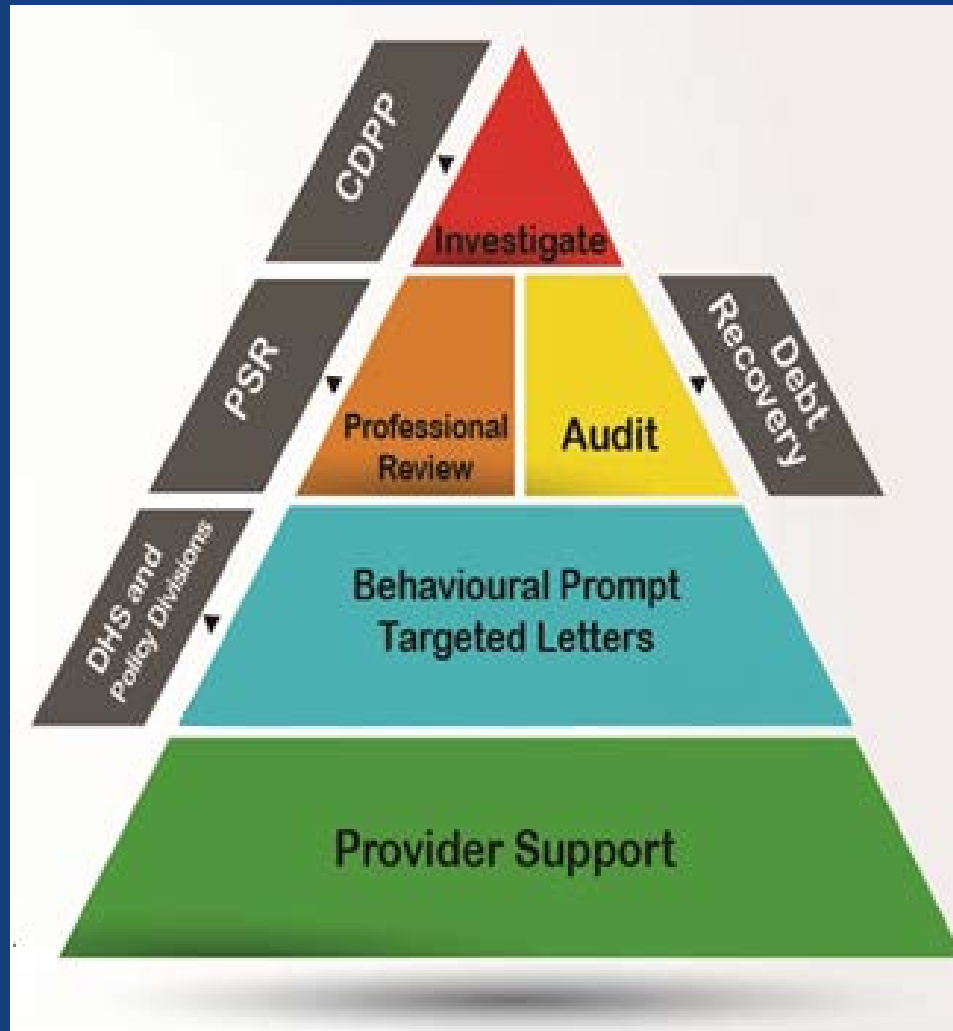 CDPP
Investigate
PSR
Professional
Review
Audit
Debt
Recovery
DHS and
Policy Divisions
Behavioural Prompt
Targeted Letters
Provider Support